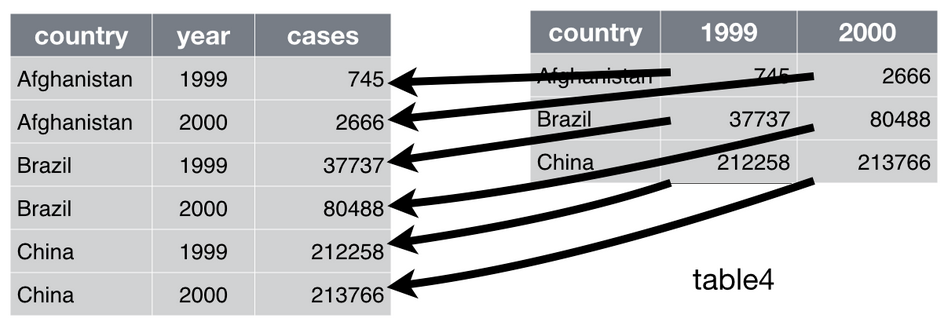 country year cases
Afghanistan 1999 745
Afghanistan 2000 2666
Brazil 1999 37737
Brazil 2000 80488
China 1999 212258
China 2000 213766
country 1999 2000
Afghanistan 745 2666
Brazil 37737 80488
China 212258 213766
table4